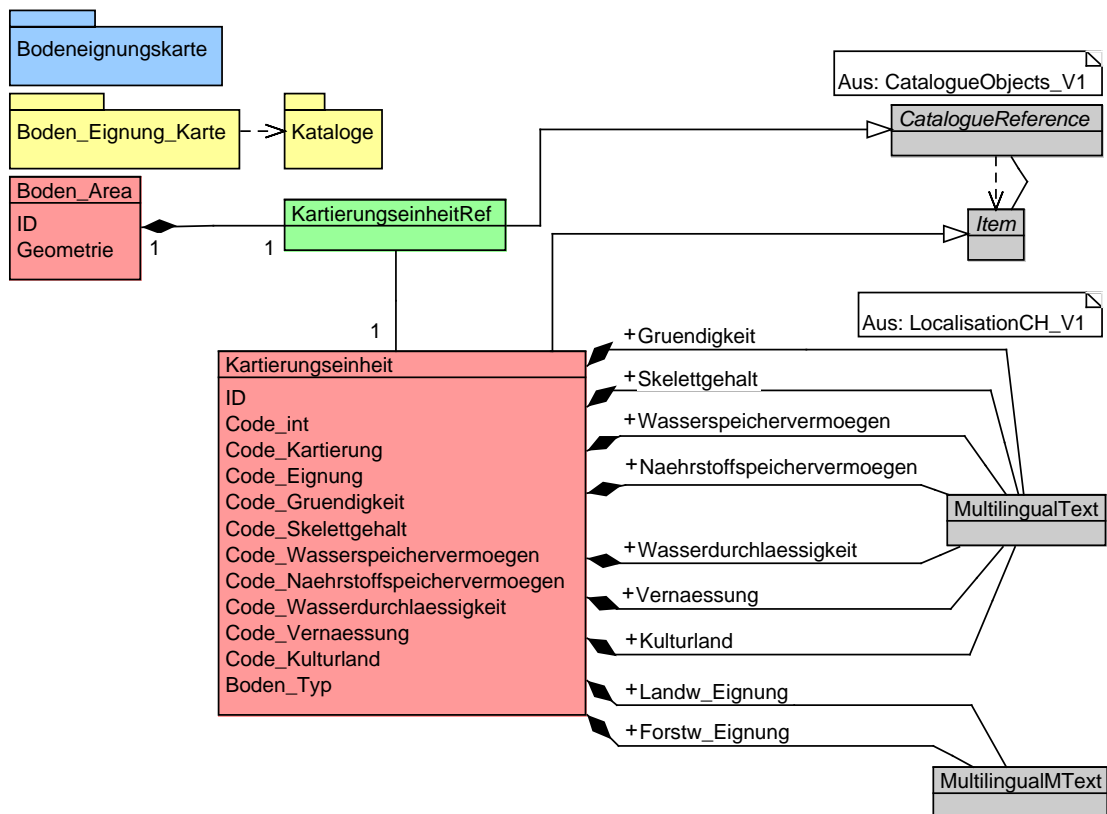 Bodeneignungskarte
Aus: CatalogueObjects_V1
Boden_Eignung_Karte
Kataloge
CatalogueReference
Boden_Area
ID
Geometrie
1
1
KartierungseinheitRef
Item
Aus: LocalisationCH_V1
1
Kartierungseinheit
ID
Code_int
Code_Kartierung
Code_Eignung
Code_Gruendigkeit
Code_Skelettgehalt
Code_Wasserspeichervermoegen
Code_Naehrstoffspeichervermoegen
Code_Wasserdurchlaessigkeit
Code_Vernaessung
Code_Kulturland
Boden_Typ
+Gruendigkeit
+Skelettgehalt
+Wasserspeichervermoegen
+Naehrstoffspeichervermoegen
+Wasserdurchlaessigkeit
+Vernaessung
+Kulturland
+Landw_Eignung
+Forstw_Eignung
MultilingualText
MultilingualMText